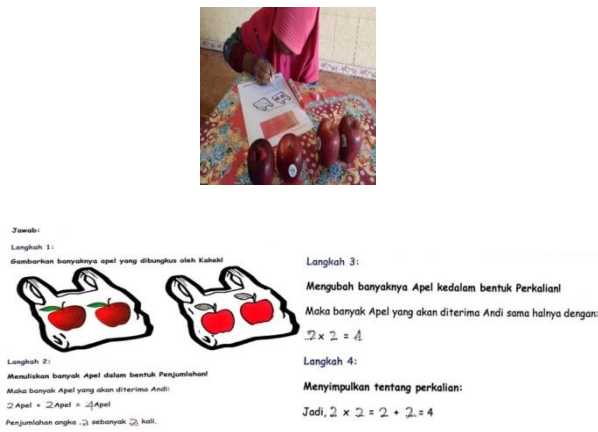 Jawab:
Langkah 1:
Gambarkan banyaknya apel yang dibungkus oleh Kakek!
Langkah 2:
Menuliskan banyak Apel dalam bentuk Penjumlahan!
Maka banyak Apel yang akan diterima Andi:
2 Apel + 2 Apel = 4 Apel
Penjumlahan angka .2 sebanyak 2 kali.
Langkah 3:
Mengubah banyaknya Apel kedalam bentuk Perkalian!
Maka banyak Apel yang akan diterima Andi sama halnya dengan:
.2 x 2 = 4
Langkah 4:
Menyimpulkan tentang perkalian:
Jadi, 2 x 2 = 2 + 2 = 4